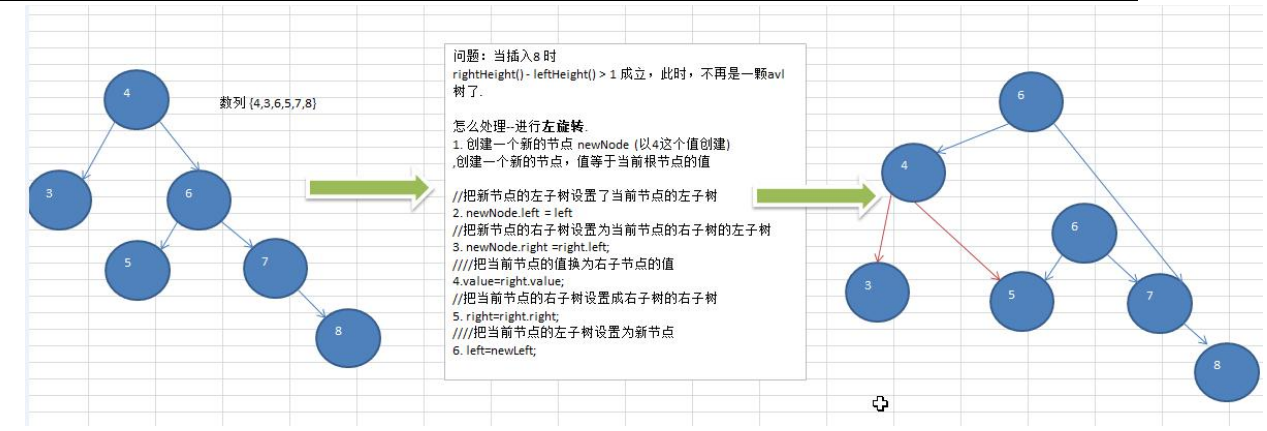 4
数列 {4,3,6,5,7,8}
3
6
5
7
8
问题：当插入8 时
rightHeight() - leftHeight() > 1 成立，此时，不再是一颗avl
树了.
怎么处理--进行左旋转.
1. 创建一个新的节点 newNode (以4这个值创建)
,创建一个新的节点，值等于当前根节点的值
//把新节点的左子树设置了当前节点的左子树
2. newNode.left = left
//把新节点的右子树设置为当前节点的右子树的左子树
3. newNode.right =right.left;
////把当前节点的值换为右子节点的值
4.value=right.value;
//把当前节点的右子树设置成右子树的右子树
5. right=right.right;
////把当前节点的左子树设置为新节点
6. left=newLeft;
6
4
6
3
5
7
8